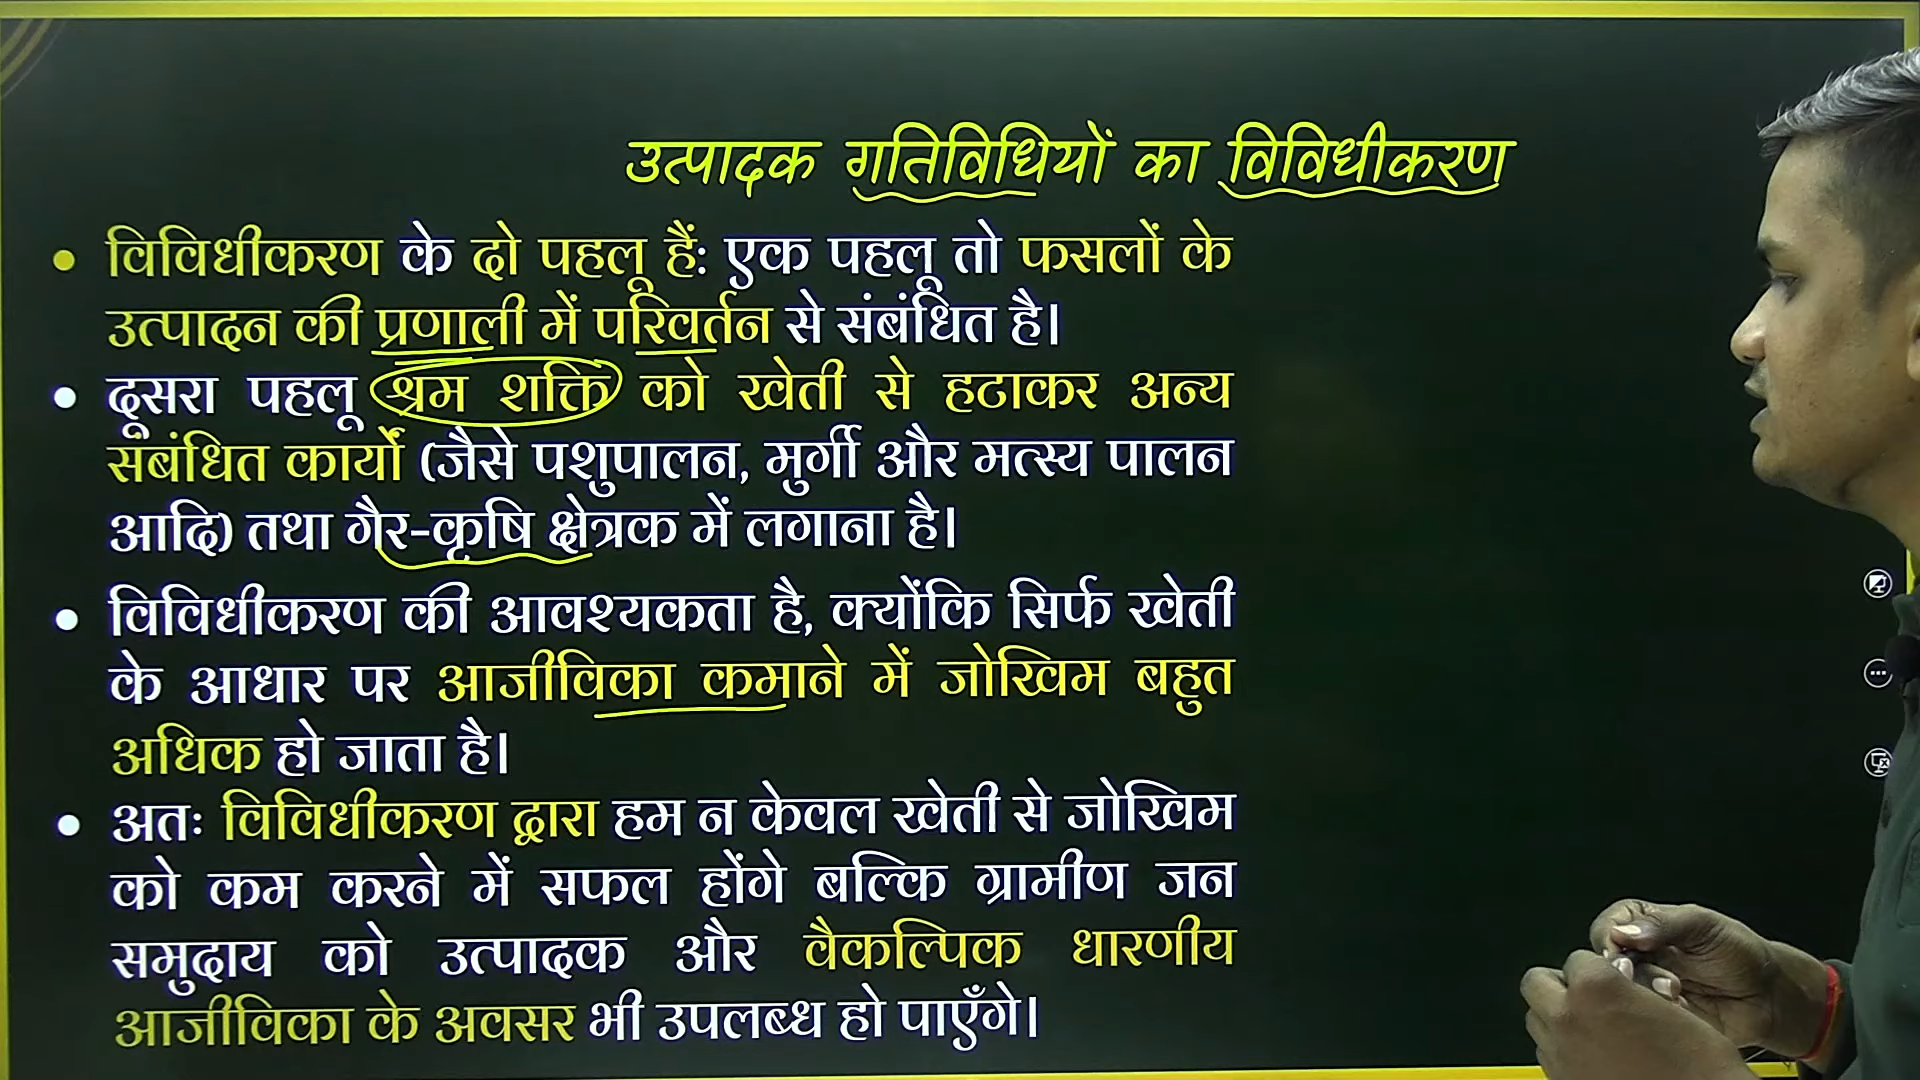 उत्पादक गतिविधियों का विविधीकरण
• विविधीकरण के दो पहलू हैं: एक पहलू तो फसलों के
उत्पादन की प्रणाली में परिवर्तन से संबंधित है।
• दूसरा पहलू श्रम शक्ति को खेती से हटाकर अन्य
संबंधित कार्यों (जैसे पशुपालन, मुर्गी और मत्स्य पालन
आदि) तथा गैर-कृषि क्षेत्रक में लगाना है।
• विविधीकरण की आवश्यकता है, क्योंकि सिर्फ खेती
के आधार पर आजीविका कमाने में जोखिम बहुत
अधिक हो जाता है।
• अतः विविधीकरण द्वारा हम न केवल खेती से जोखिम
को कम करने में सफल होंगे बल्कि ग्रामीण जन
समुदाय को उत्पादक और वैकल्पिक धारणीय
आजीविका के अवसर भी उपलब्ध हो पाएँगे।